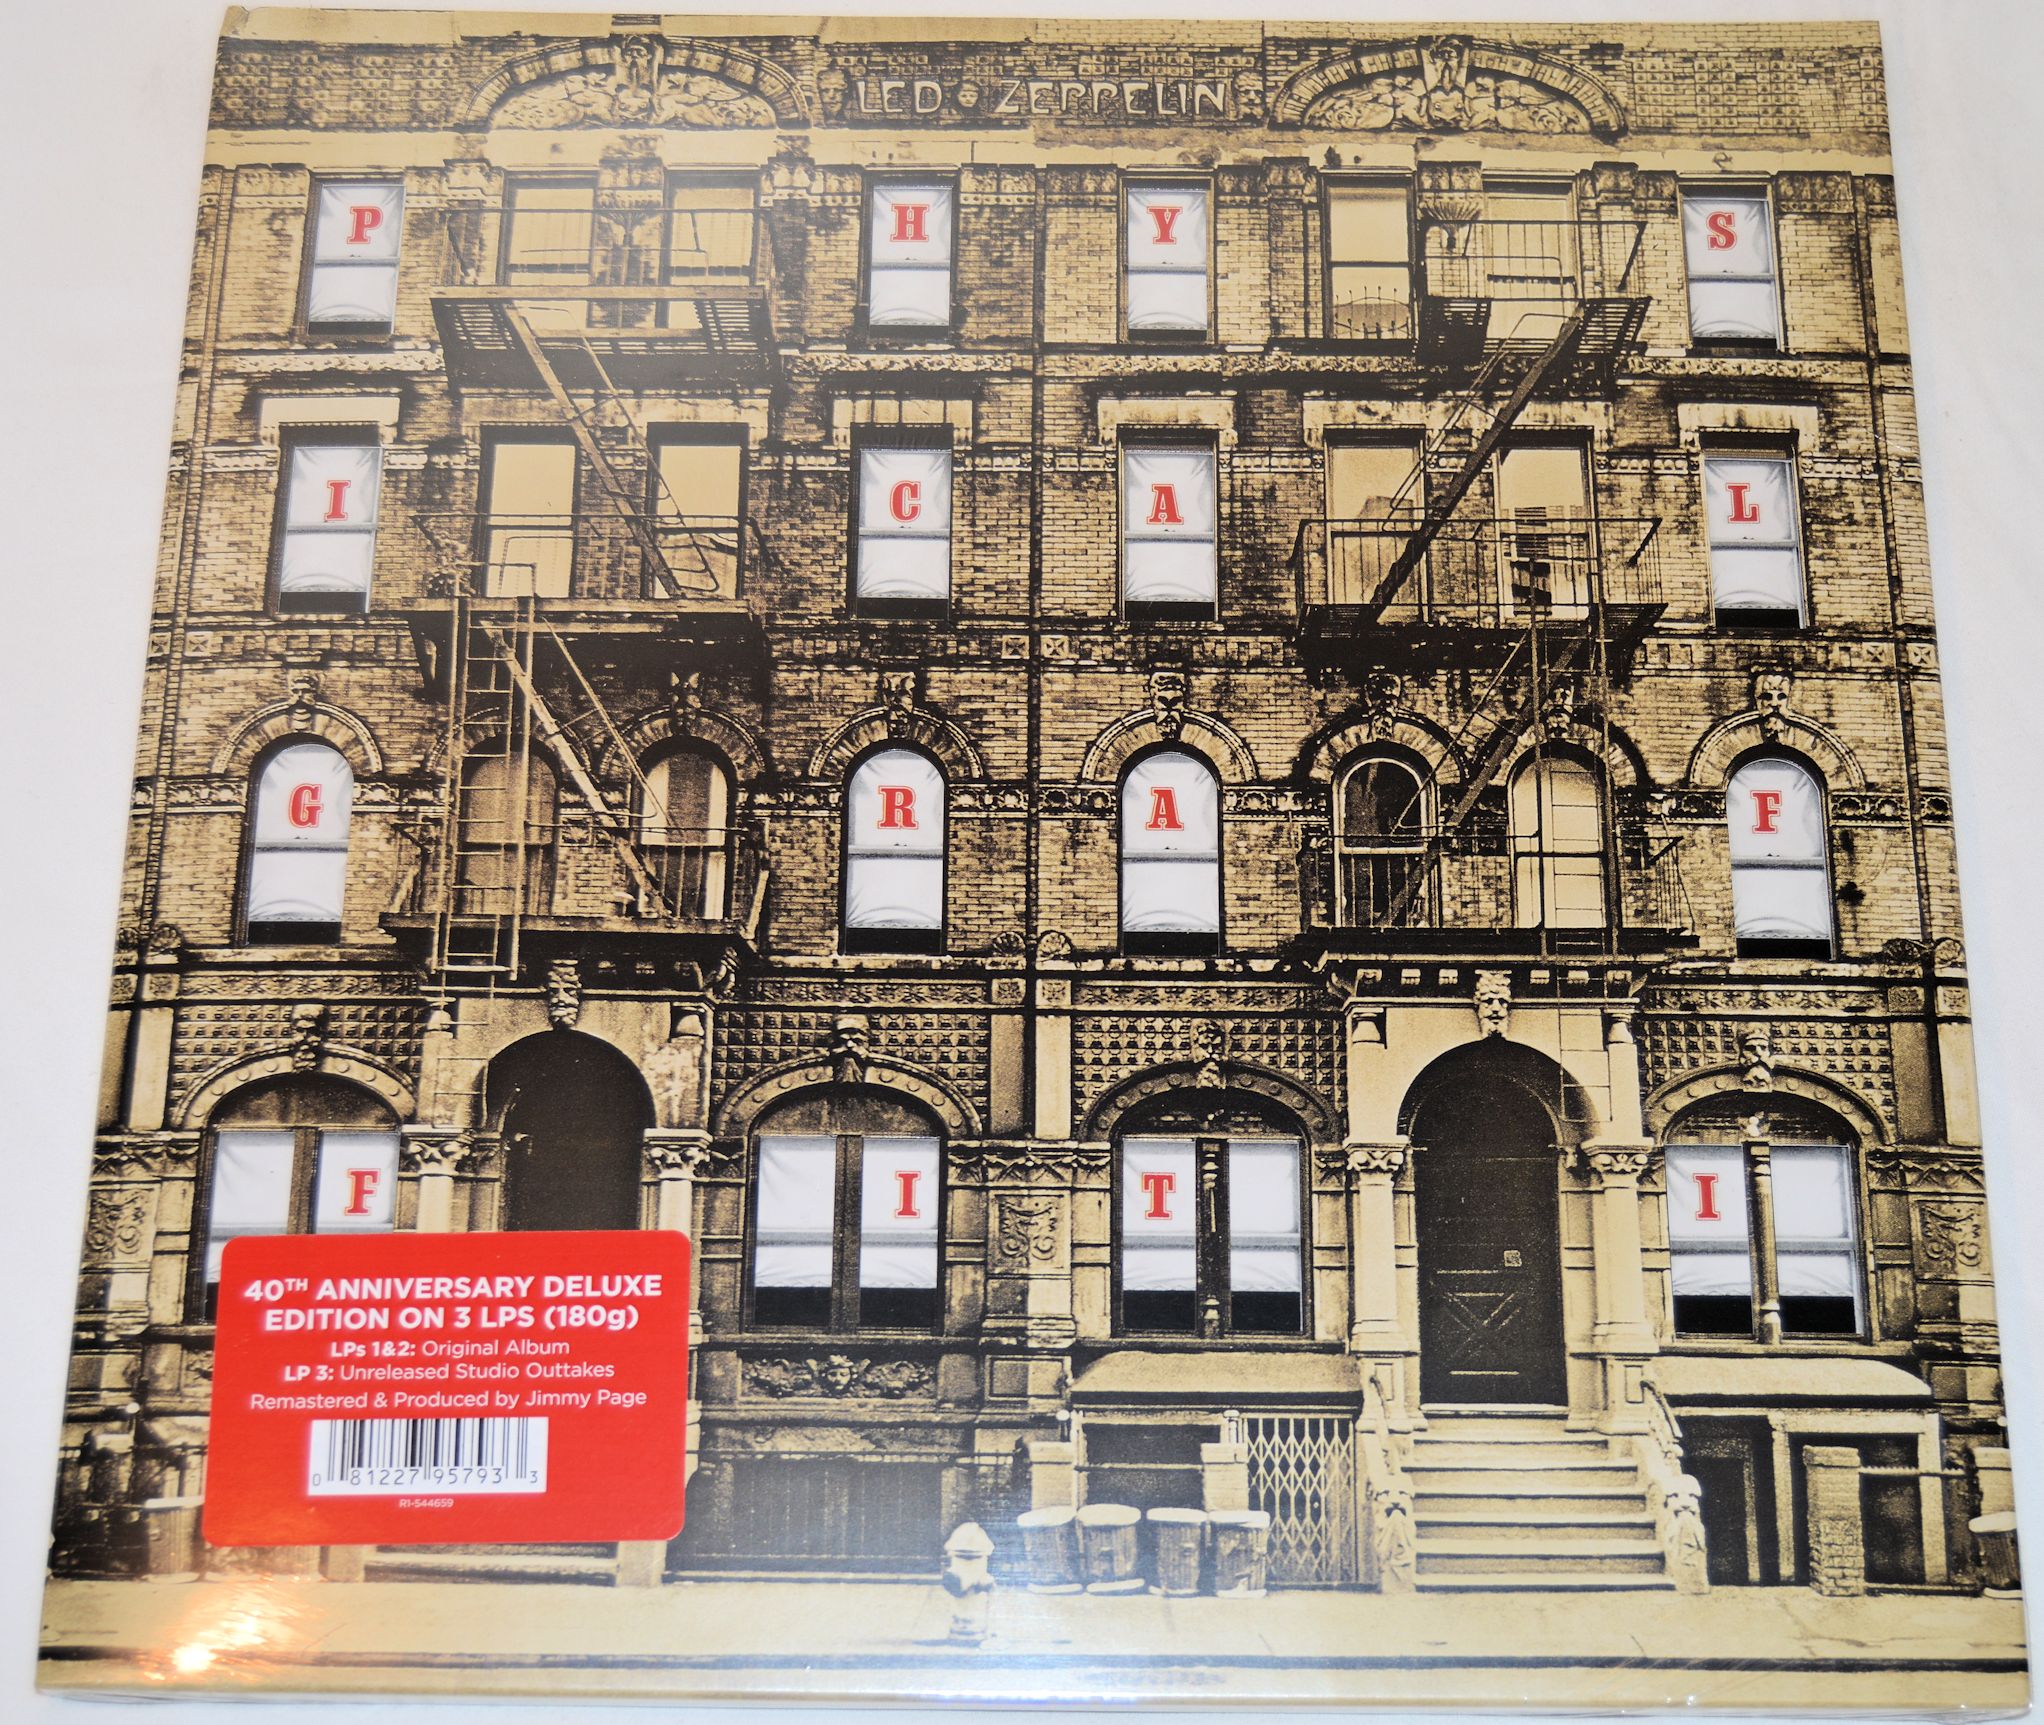 LED ZEPPELIN
P H Y S
I C A L
G R A F
F I T I
40TH ANNIVERSARY DELUXE
EDITION ON 3 LPS (180g)
LPs 1&2: Original Album
LP 3: Unreleased Studio Outtakes
Remastered & Produced by Jimmy Page
0 81227 95793 3
R1-544659